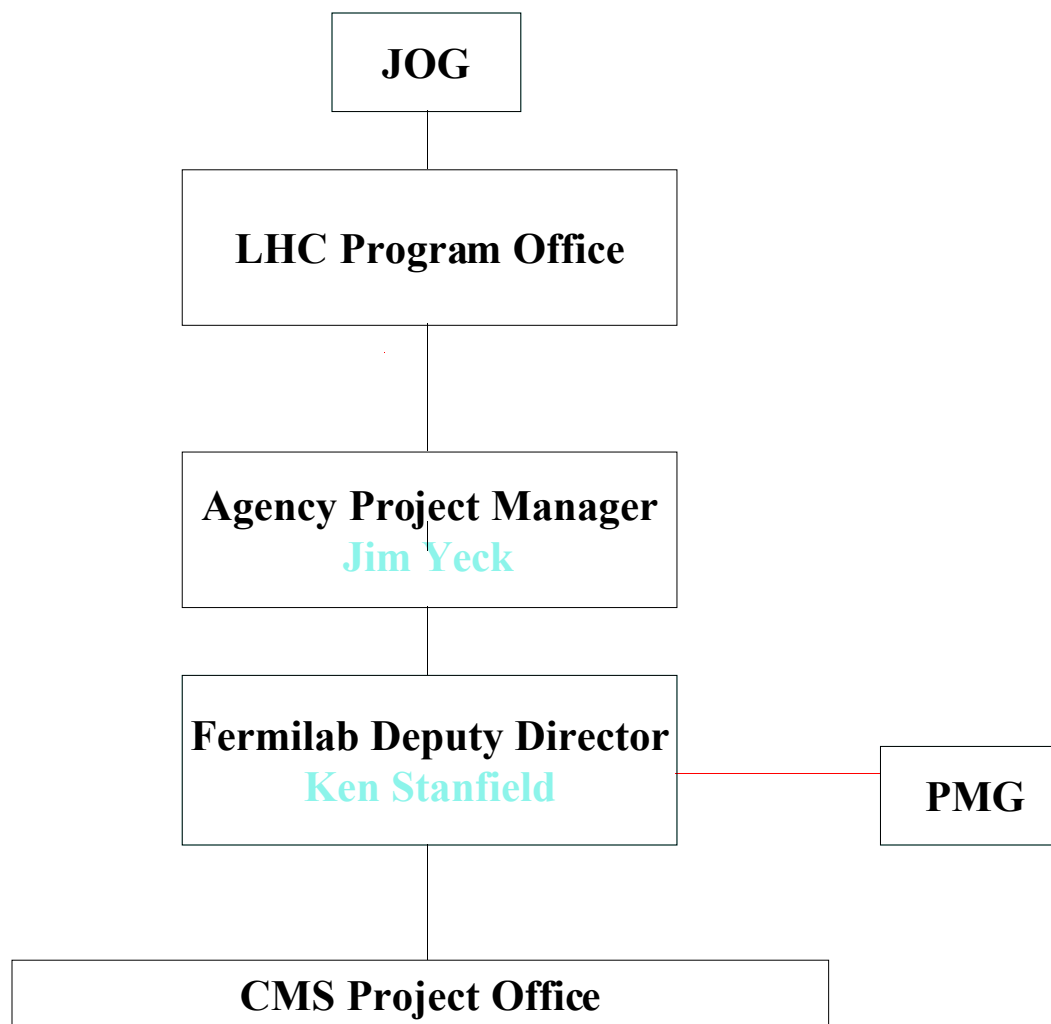 JOG
LHC Program Office
Agency Project Manager
Jim Yeck
Fermilab Deputy Director
Ken Stanfield
PMG
CMS Project Office